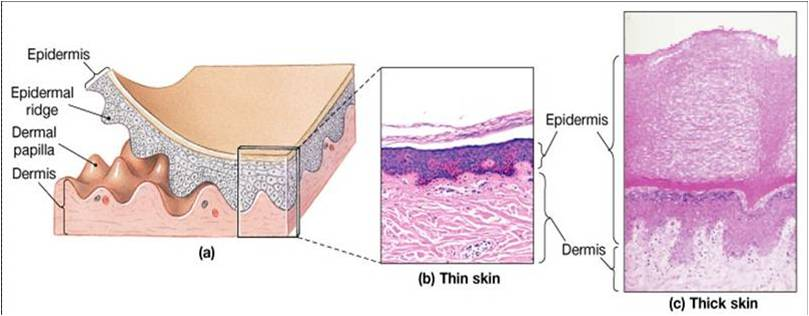 Epidermis
Epidermal
ridge
Dermal
papilla
Dermis
(a)
(b) Thin skin
Epidermis
Dermis
(c) Thick skin